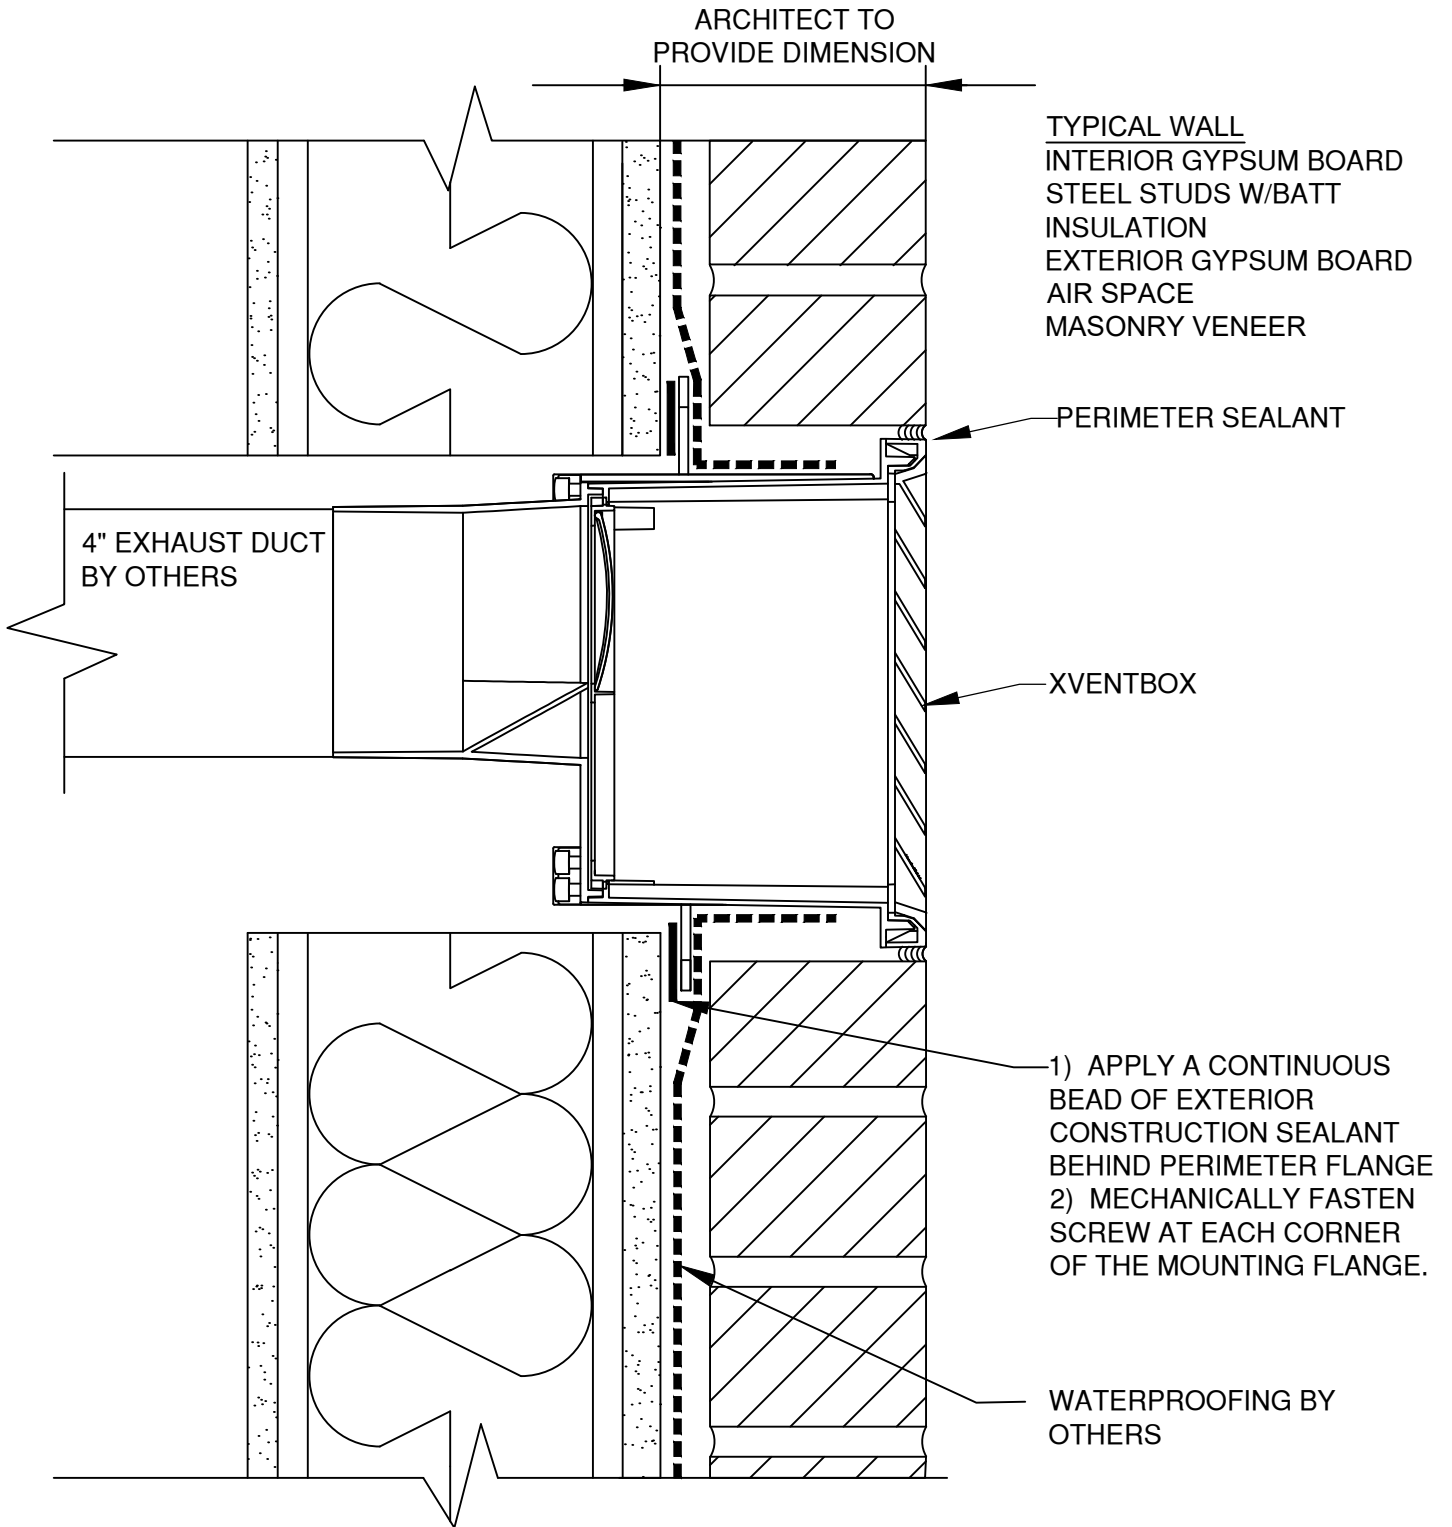 ARCHITECT TO
PROVIDE DIMENSION
TYPICAL WALL
INTERIOR GYPSUM BOARD
STEEL STUDS W/BATT
INSULATION
EXTERIOR GYPSUM BOARD
AIR SPACE
MASONRY VENEER
PERIMETER SEALANT
4" EXHAUST DUCT
BY OTHERS
XVENTBOX
1) APPLY A CONTINUOUS
BEAD OF EXTERIOR
CONSTRUCTION SEALANT
BEHIND PERIMETER FLANGE
2) MECHANICALLY FASTEN
SCREW AT EACH CORNER
OF THE MOUNTING FLANGE.
WATERPROOFING BY
OTHERS